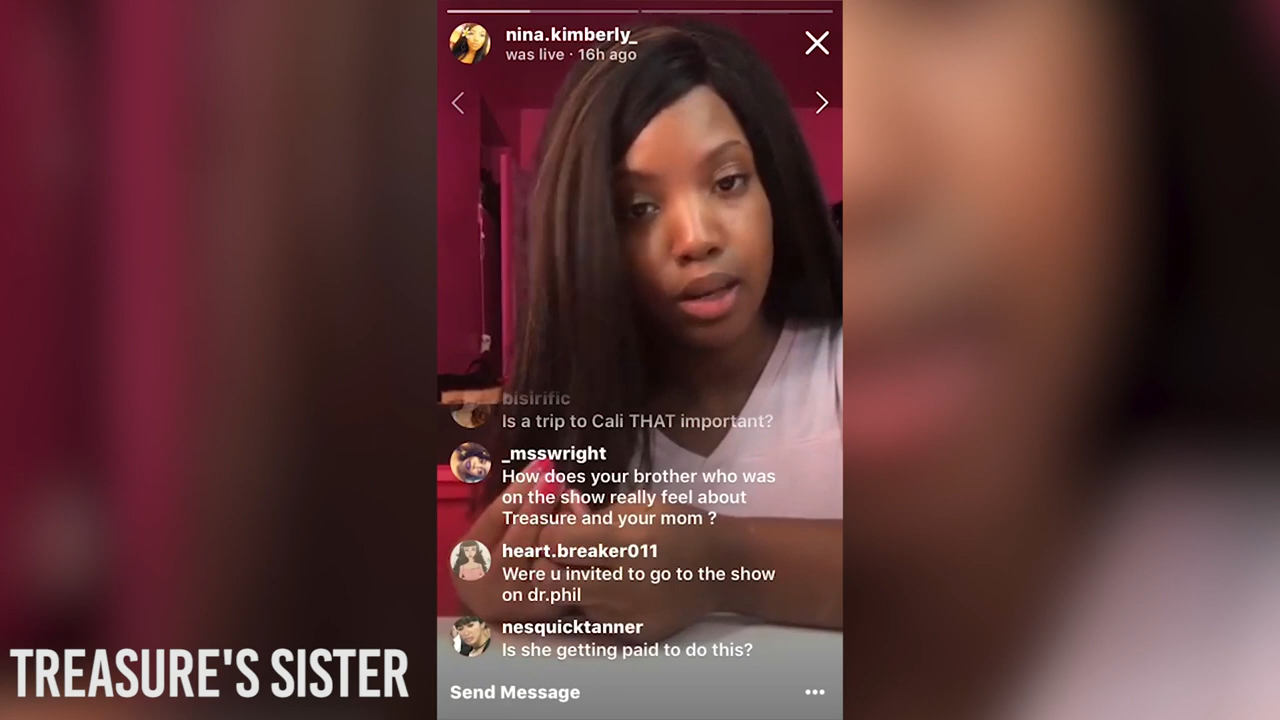 nina.kimberly_
was live · 16h ago
bisirific
Is a trip to Cali THAT important?
_msswright
How does your brother who was
on the show really feel about
Treasure and your mom ?
heart.breaker011
Were u invited to go to the show
on dr.phil
nesquicktanner
Is she getting paid to do this?
Send Message
TREASURE'S SISTER